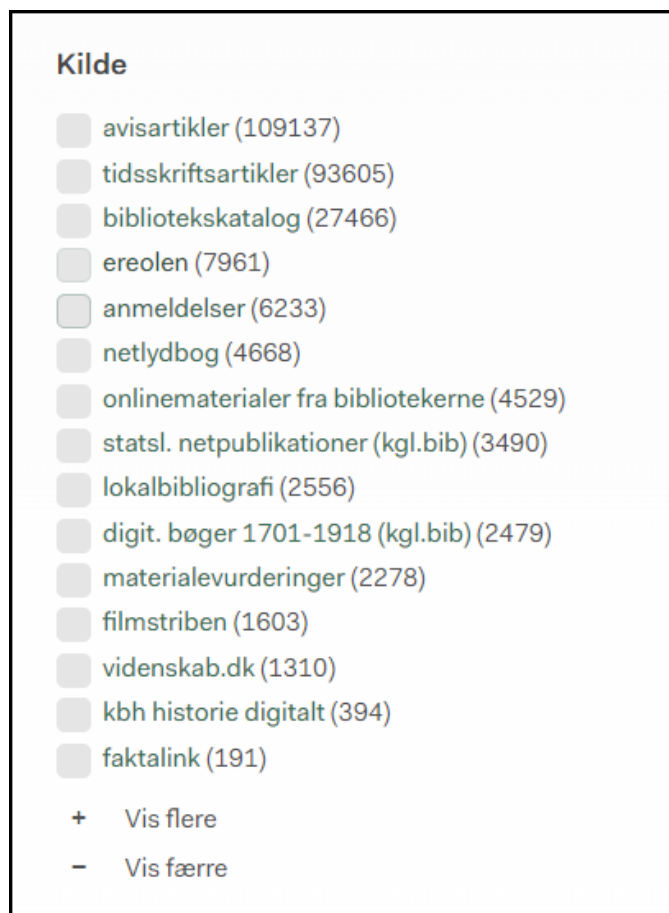 Kilde
avisartikler (109137)
tidsskriftsartikler (93605)
bibliotekskatalog (27466)
ereolen (7961)
anmeldelser (6233)
netlydbog (4668)
onlinematerialer fra bibliotekerne (4529)
statsl. netpublikationer (kgl.bib) (3490)
lokalbibliografi (2556)
digit. bøger 1701-1918 (kgl.bib) (2479)
materialevurderinger (2278)
filmstriben (1603)
videnskab.dk (1310)
kbh historie digitalt (394)
faktalink (191)
+ Vis flere
− Vis færre